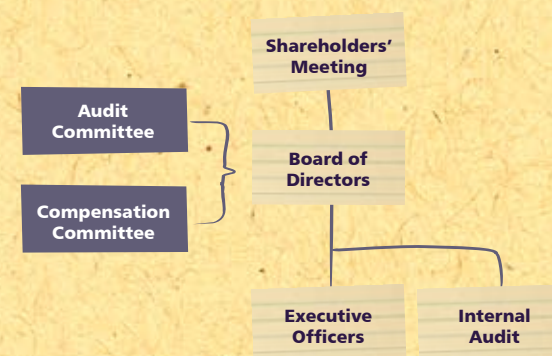 Shareholders’
Meeting
Audit
Committee
Board of
Directors
Compensation
Committee
Executive
Officers
Internal
Audit